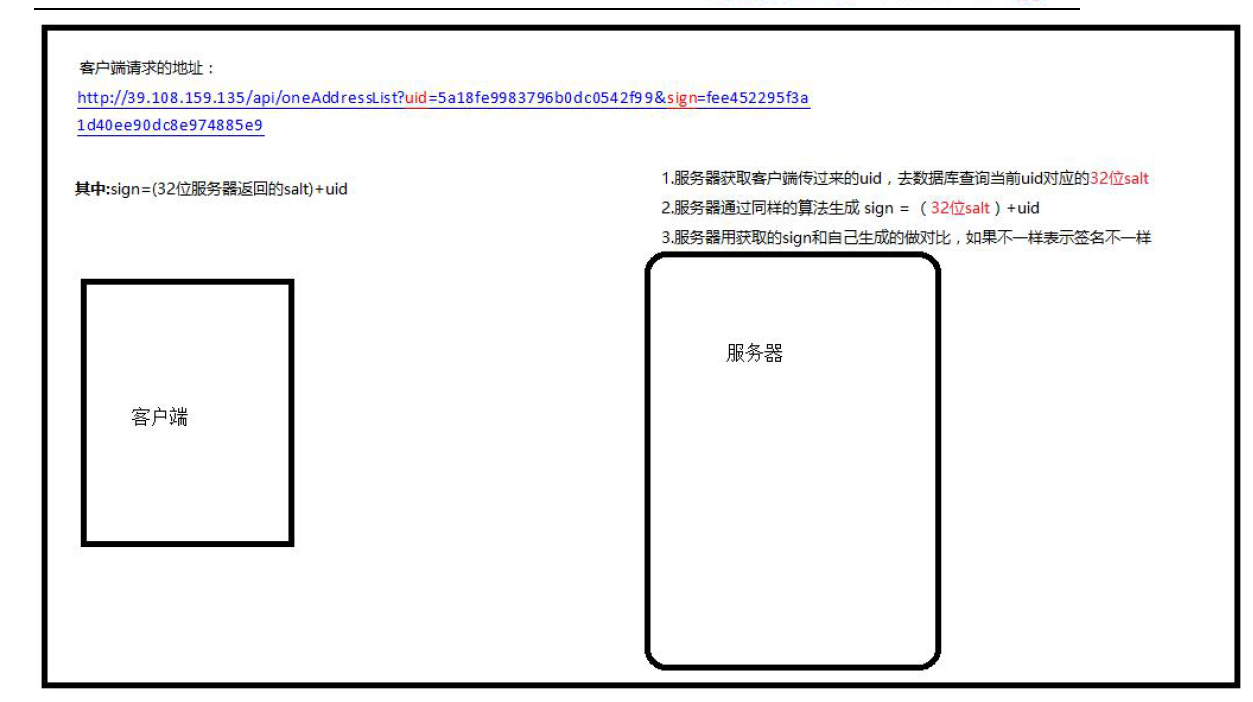 客户端请求的地址：
http://39.108.159.135/api/oneAddressList?uid=5a18fe9983796b0dc0542f99&sign=fee452295f3a
1d40ee90dc8e974885e9
其中:sign=(32位服务器返回的salt)+uid
1.服务器获取客户端传过来的uid，去数据库查询当前uid对应的32位salt
2.服务器通过同样的算法生成 sign = （32位salt）+uid
3.服务器用获取的sign和自己生成的做对比，如果不一样表示签名不一样
服务器
客户端